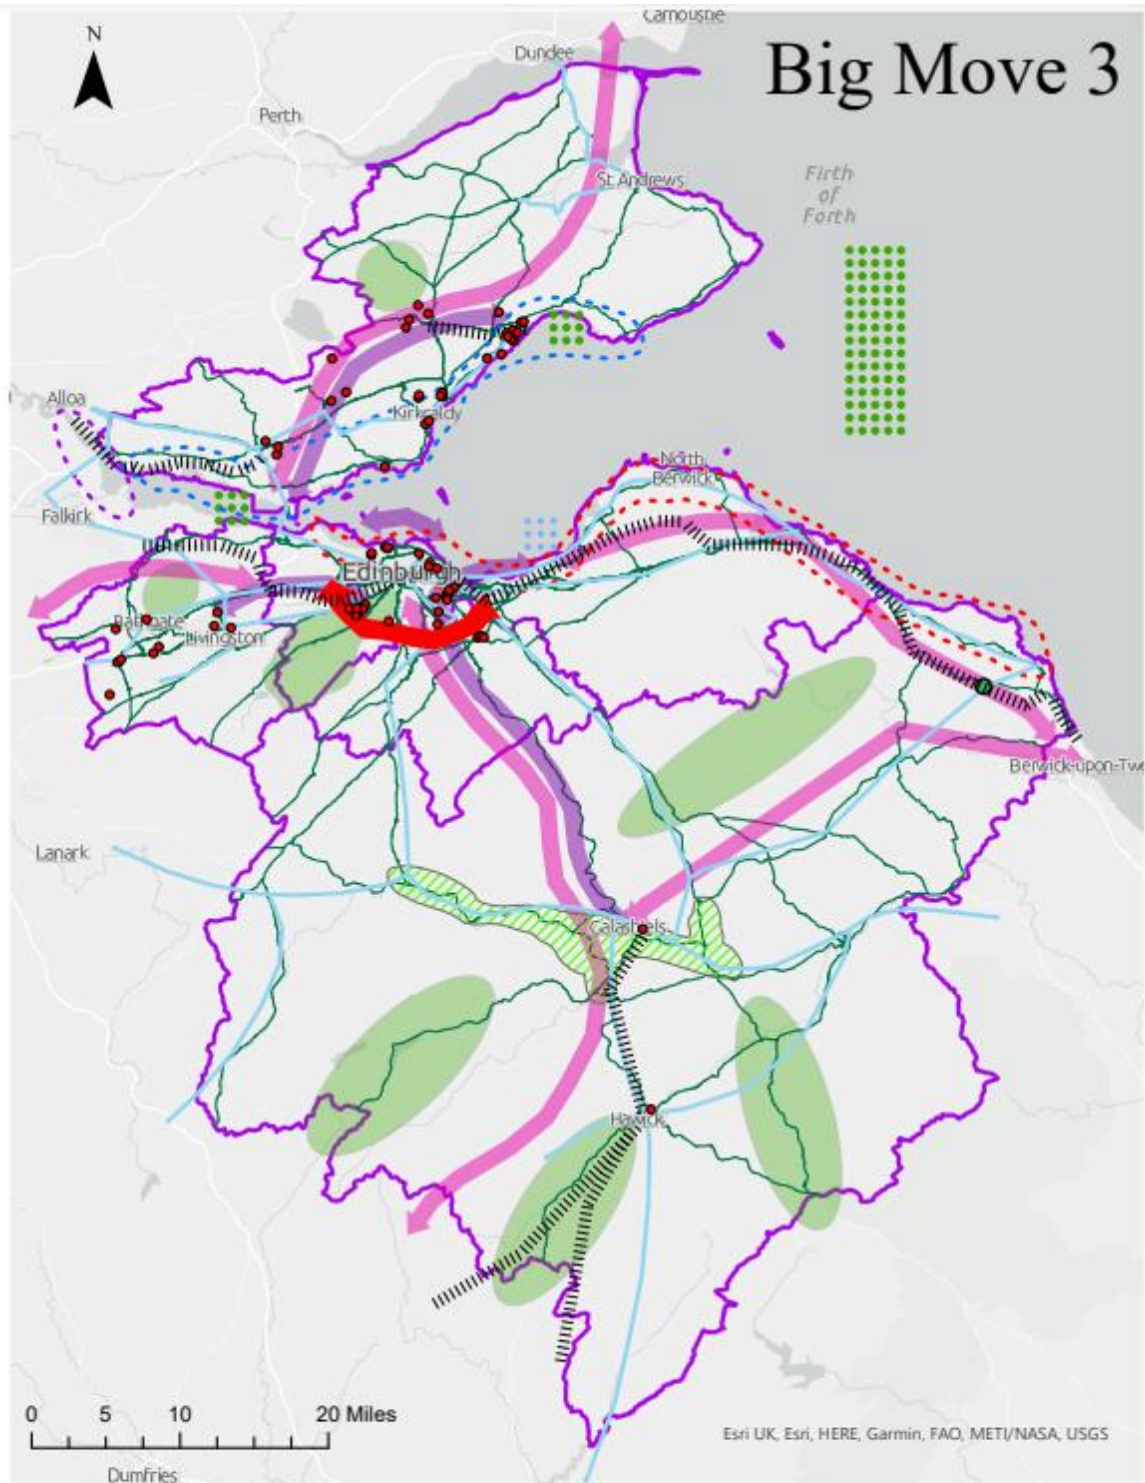 Carnoustie
N
Dundee
Big Move 3
Perth
St Andrews
Firth
of
Forth
Alloa
Kirkcaldy
North
Berwick
Falkirk
Edinburgh
Bathgate
Livingston
Berwick-upon-Twe
Lanark
Galashiels
Hawick
0 5 10 20 Miles
Esri UK, Esri, HERE, Garmin, FAO, METI/NASA, USGS
Dumfries